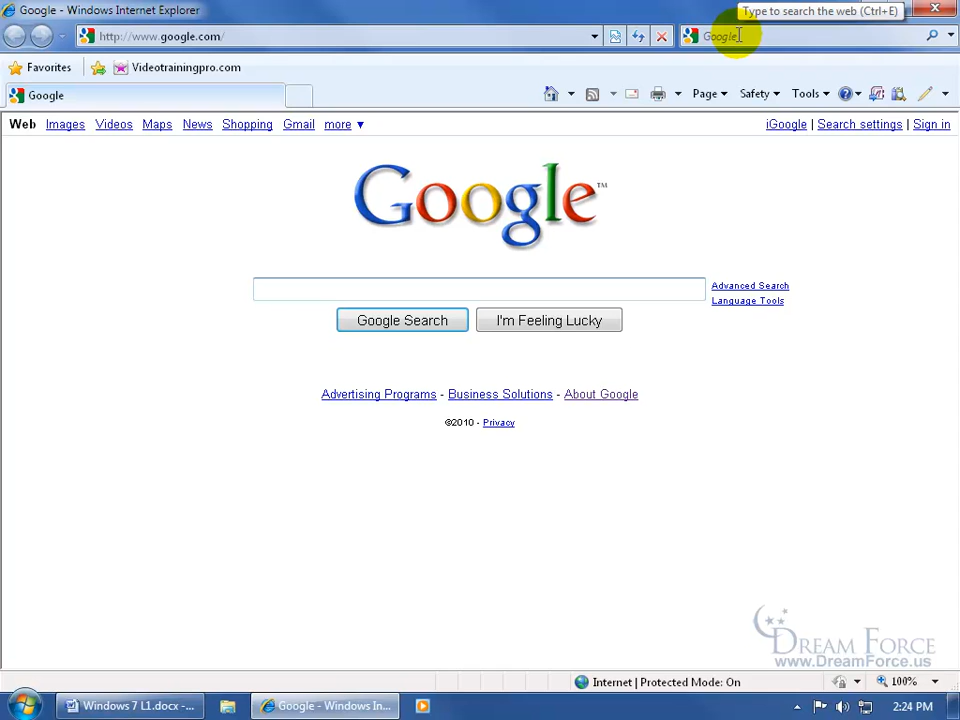 Google - Windows Internet Explorer
Type to search the web (Ctrl+E)
http://www.google.com/
Google
Favorites
Videotrainingpro.com
Google
Page
Safety
Tools
Web Images Videos Maps News Shopping Gmail more ▼
iGoogle | Search settings | Sign in
Google™
Advanced Search
Language Tools
Google Search
I'm Feeling Lucky
Advertising Programs - Business Solutions - About Google
©2010 - Privacy
DREAM FORCE
www.DreamForce.us
Internet | Protected Mode: On
100%
Windows 7 L1.docx -...
Google - Windows In...
2:24 PM